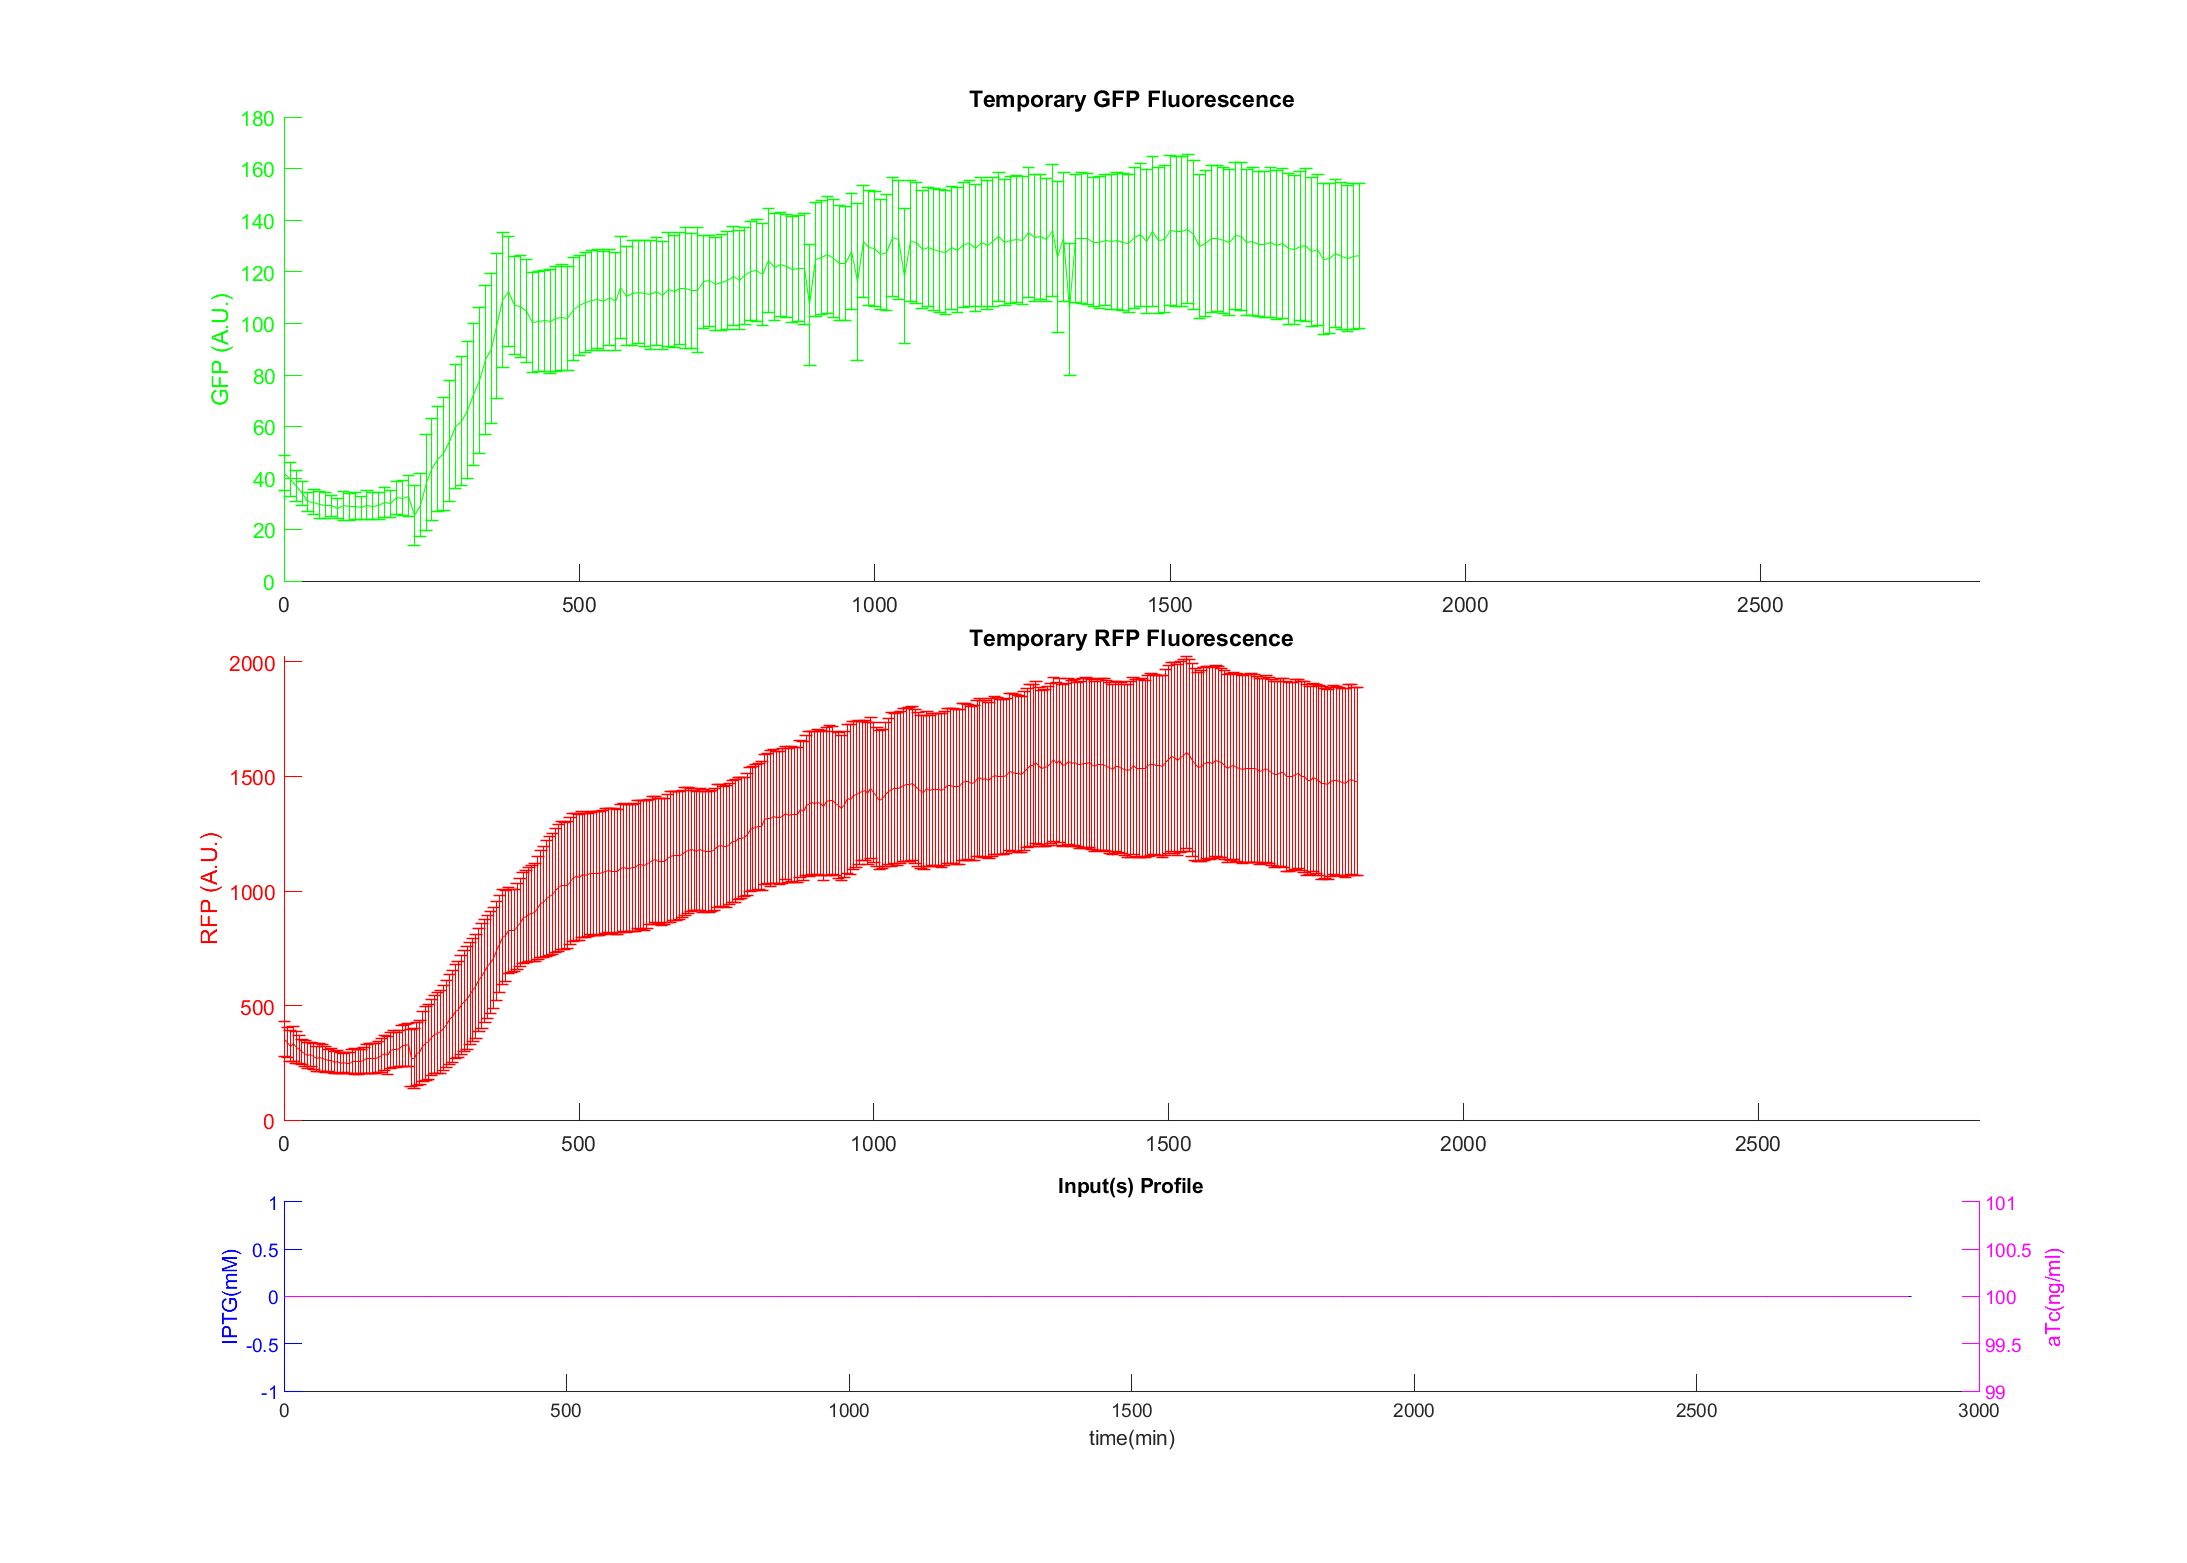 Temporary GFP Fluorescence
180
160
140
120
100
80
60
40
20
0
GFP (A.U.)
0 500 1000 1500 2000 2500
Temporary RFP Fluorescence
2000
1500
1000
500
0
RFP (A.U.)
0 500 1000 1500 2000 2500
Input(s) Profile
1
0.5
0
-0.5
-1
IPTG(mM)
101
100.5
100
99.5
99
aTc(ng/ml)
0 500 1000 1500 2000 2500 3000
time(min)